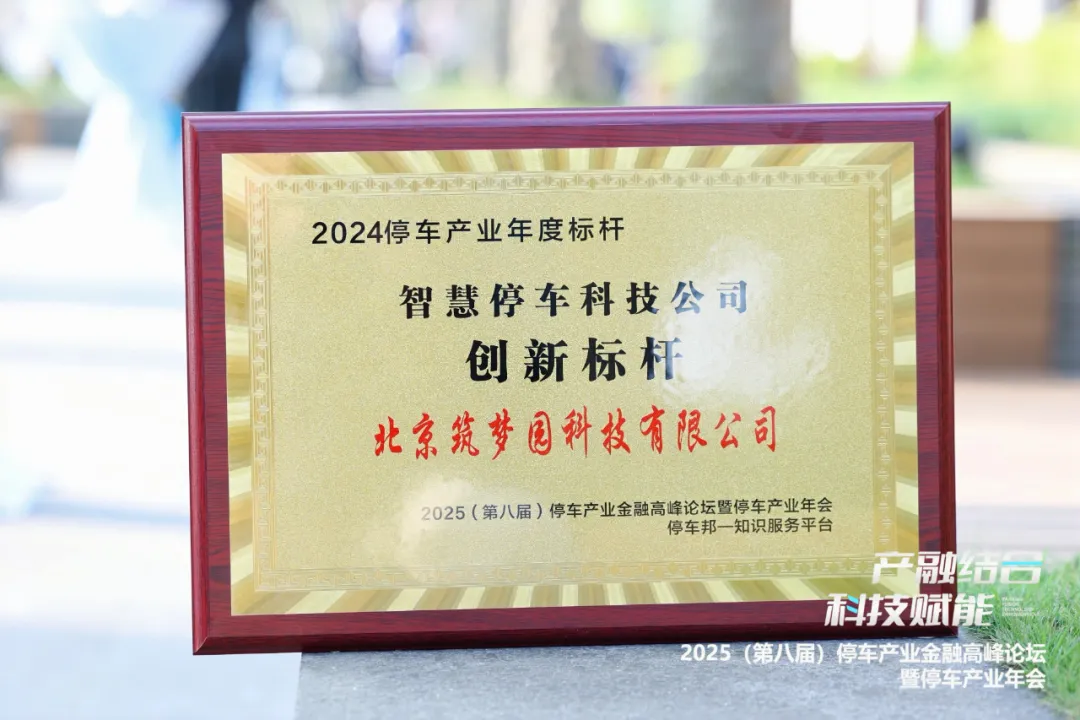 2024停车产业年度标杆
智慧停车科技公司
创新标杆
北京筑梦园科技有限公司
2025（第八届）停车产业金融高峰论坛暨停车产业年会
停车邦—知识服务平台
产融结合
科技赋能
2025（第八届）停车产业金融高峰论坛
暨停车产业年会